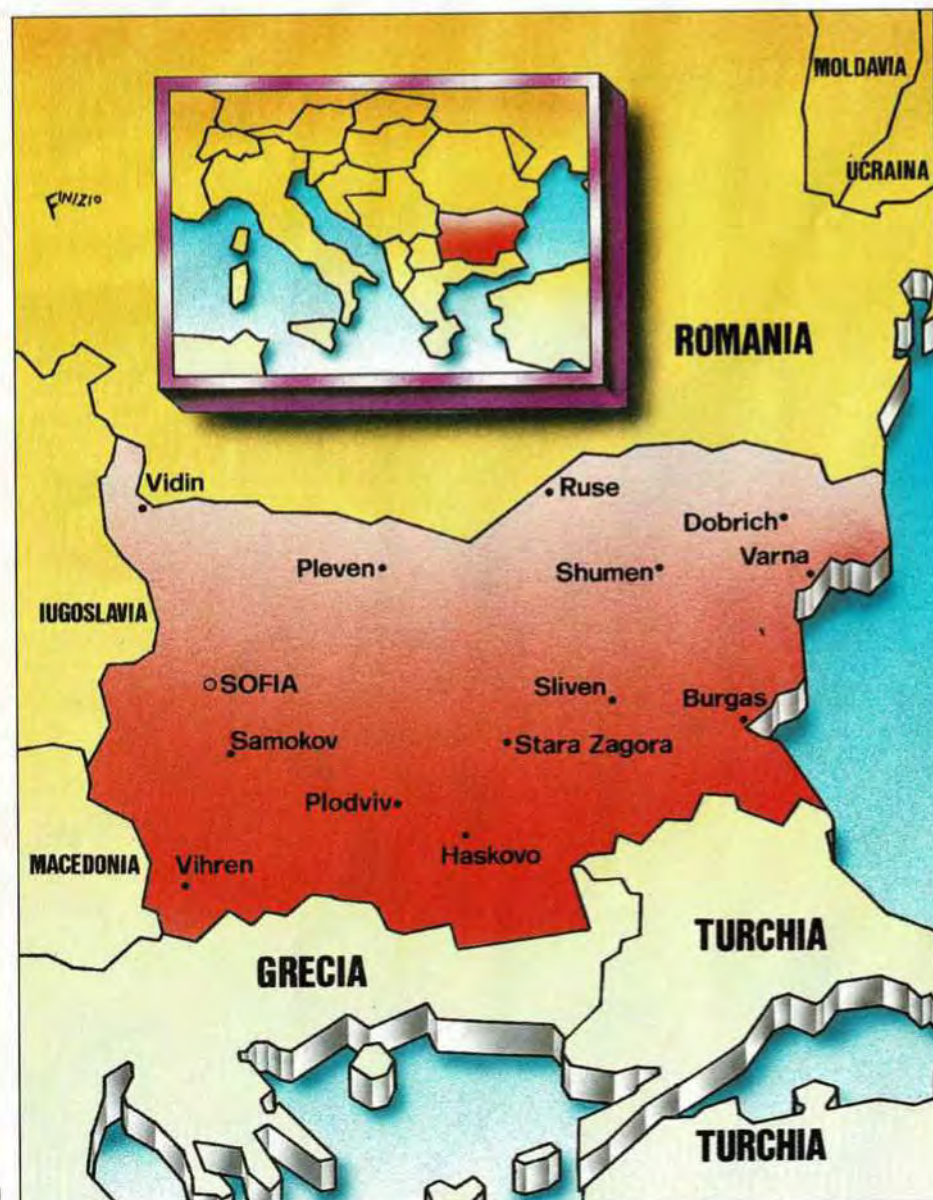 MOLDAVIA
UCRAINA
FINIZIO
ROMANIA
Vidin
Ruse
Dobrich
Pleven
Shumen
Varna
IUGOSLAVIA
SOFIA
Sliven
Burgas
Samokov
Stara Zagora
Plodviv
Haskovo
MACEDONIA
Vihren
TURCHIA
GRECIA
TURCHIA